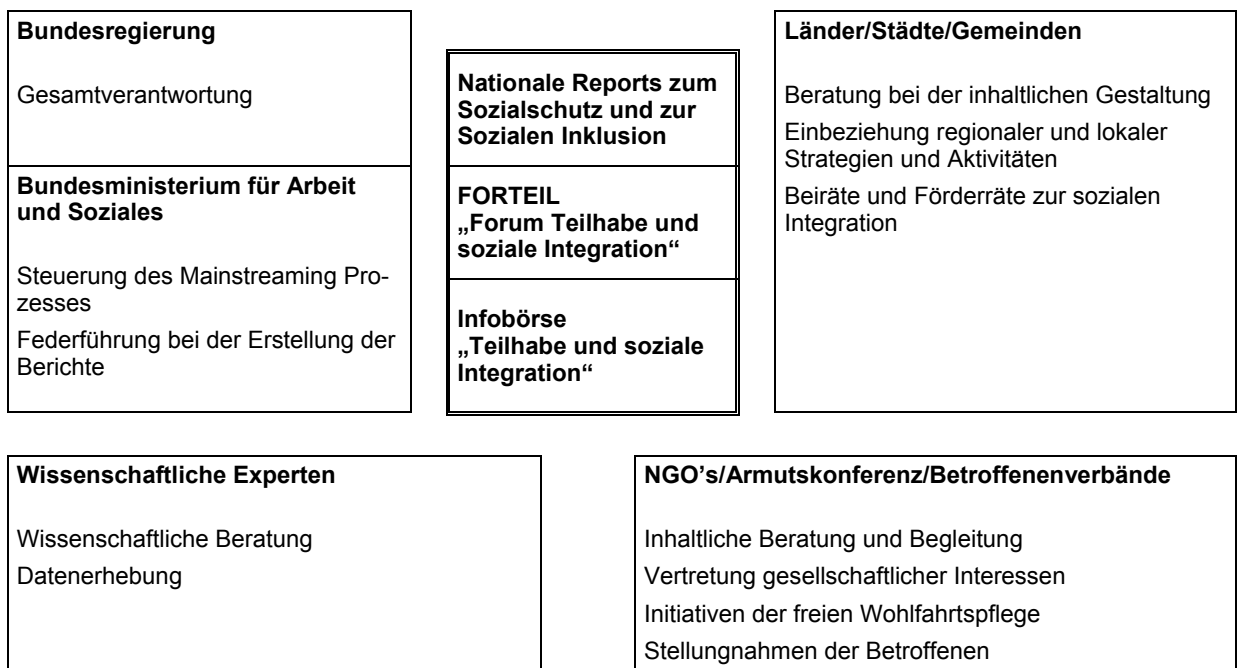 Bundesregierung
Gesamtverantwortung
Bundesministerium für Arbeit
und Soziales
Steuerung des Mainstreaming Pro-
zesses
Federführung bei der Erstellung der
Berichte
Nationale Reports zum
Sozialschutz und zur
Sozialen Inklusion
FORTEIL
„Forum Teilhabe und
soziale Integration“
Infobörse
„Teilhabe und soziale
Integration“
Länder/Städte/Gemeinden
Beratung bei der inhaltlichen Gestaltung
Einbeziehung regionaler und lokaler
Strategien und Aktivitäten
Beiräte und Förderräte zur sozialen
Integration
Wissenschaftliche Experten
Wissenschaftliche Beratung
Datenerhebung
NGO’s/Armutskonferenz/Betroffenenverbände
Inhaltliche Beratung und Begleitung
Vertretung gesellschaftlicher Interessen
Initiativen der freien Wohlfahrtspflege
Stellungnahmen der Betroffenen